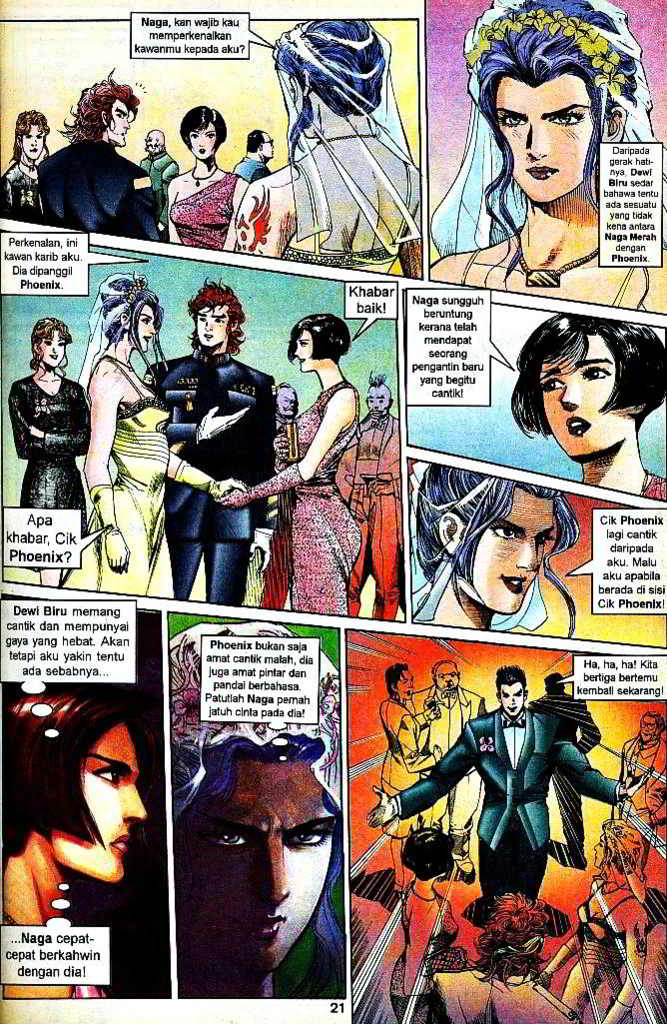 Naga, kan wajib kau
memperkenalkan
kawanmu kepada aku?
Daripada
gerak hati-
nya, Dewi
Biru sedar
bahawa tentu
ada sesuatu
yang tidak
kena antara
Naga Merah
dengan
Phoenix.
Perkenalan, ini
kawan karib aku.
Dia dipanggil
Phoenix.
Khabar
baik!
Apa
khabar, Cik
Phoenix?
Naga sungguh
beruntung
kerana telah
mendapat
seorang
pengantin baru
yang begitu
cantik!
Cik Phoenix
lagi cantik
daripada
aku. Malu
aku apabila
berada di sisi
Cik Phoenix!
Dewi Biru memang
cantik dan mempunyai
gaya yang hebat. Akan
tetapi aku yakin tentu
ada sebabnya...
...Naga cepat-
cepat berkahwin
dengan dia!
Phoenix bukan saja
amat cantik malah, dia
juga amat pintar dan
pandai berbahasa.
Patutlah Naga pernah
jatuh cinta pada dia!
Ha, ha, ha! Kita
bertiga bertemu
kembali sekarang!
21